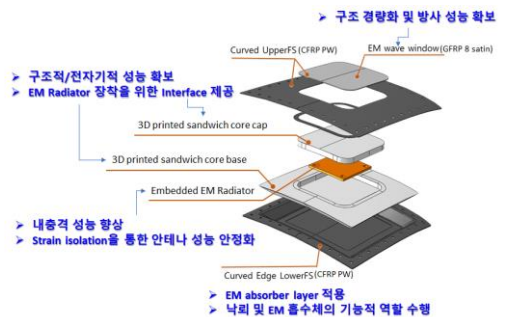 ➢ 구조 경량화 및 방사 성능 확보
Curved UpperFS(CFRP PW)
EM wave window(GFRP 8 satin)
➢ 구조적/전자기적 성능 확보
➢ EM Radiator 장착을 위한 Interface 제공
3D printed sandwich core cap
3D printed sandwich core base
Embedded EM Radiator
➢ 내충격 성능 향상
➢ Strain isolation을 통한 안테나 성능 안정화
Curved Edge LowerFS(CFRP PW)
➢ EM absorber layer 적용
➢ 낙뢰 및 EM 흡수체의 기능적 역할 수행